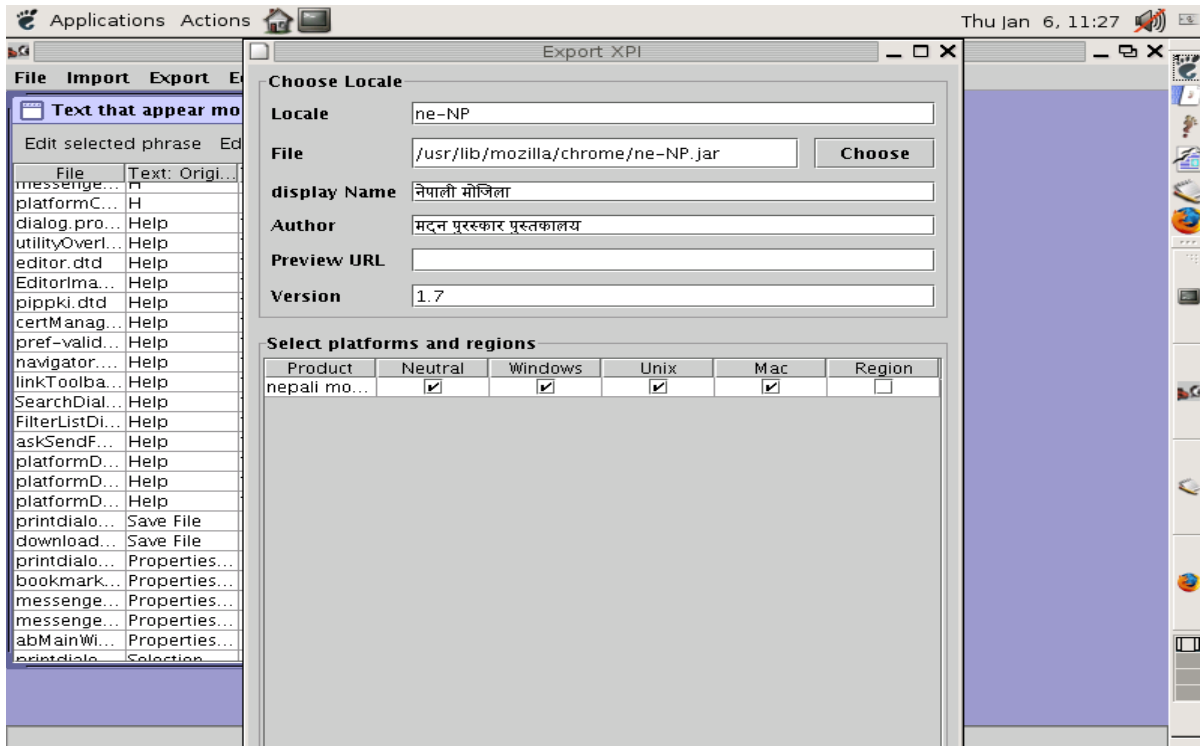 Applications Actions Thu Jan 6, 11:27
Export XPI
File Import Export
Text that appear mo
Edit selected phrase Ed
File Text: Origi...
messenge... H
platformC... H
dialog.pro... Help
utilityOverl... Help
editor.dtd Help
EditorIma... Help
pippki.dtd Help
certManag... Help
pref-valid... Help
navigator.... Help
linkToolba... Help
SearchDial... Help
FilterListDi... Help
askSendF... Help
platformD... Help
platformD... Help
platformD... Help
printdialo... Save File
download... Save File
printdialo... Properties...
bookmark... Properties...
messenge... Properties...
messenge... Properties...
abMainWi... Properties...
printdialo... Selection
Choose Locale
Locale ne-NP
File /usr/lib/mozilla/chrome/ne-NP.jar Choose
display Name नेपाली मोजिला
Author मदन पुरस्कार पुस्तकालय
Preview URL
Version 1.7
Select platforms and regions
Product Neutral Windows Unix Mac Region
nepali mo...